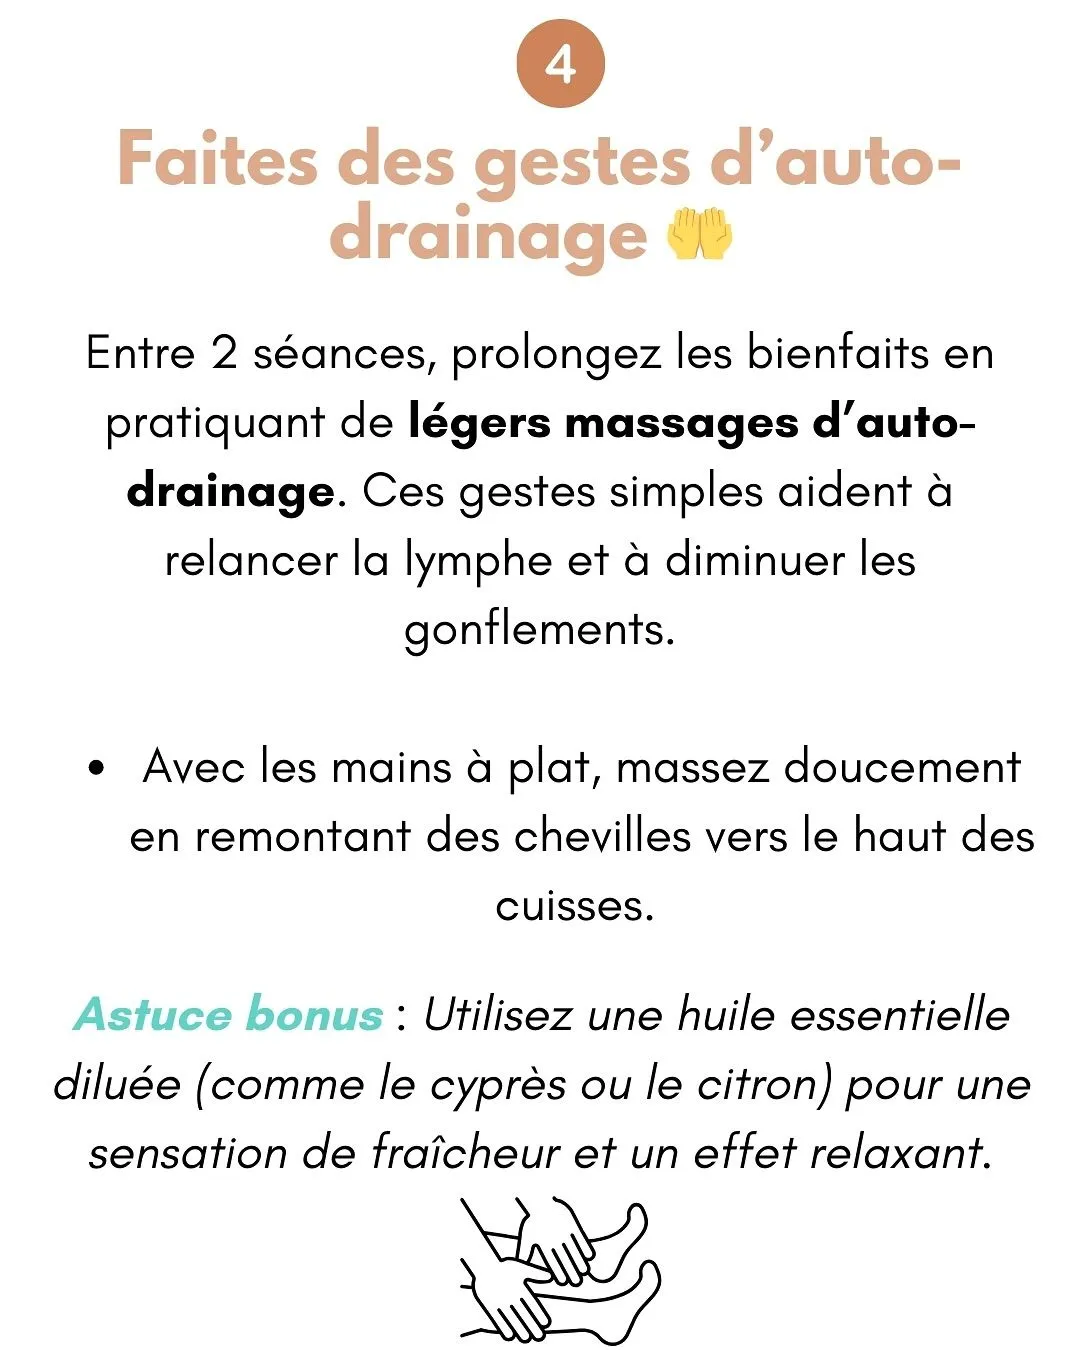 4
Faites des gestes d’auto-
drainage 🤲
Entre 2 séances, prolongez les bienfaits en
pratiquant de légers massages d’auto-
drainage. Ces gestes simples aident à
relancer la lymphe et à diminuer les
gonflements.
• Avec les mains à plat, massez doucement
en remontant des chevilles vers le haut des
cuisses.
Astuce bonus : Utilisez une huile essentielle
diluée (comme le cyprès ou le citron) pour une
sensation de fraîcheur et un effet relaxant.